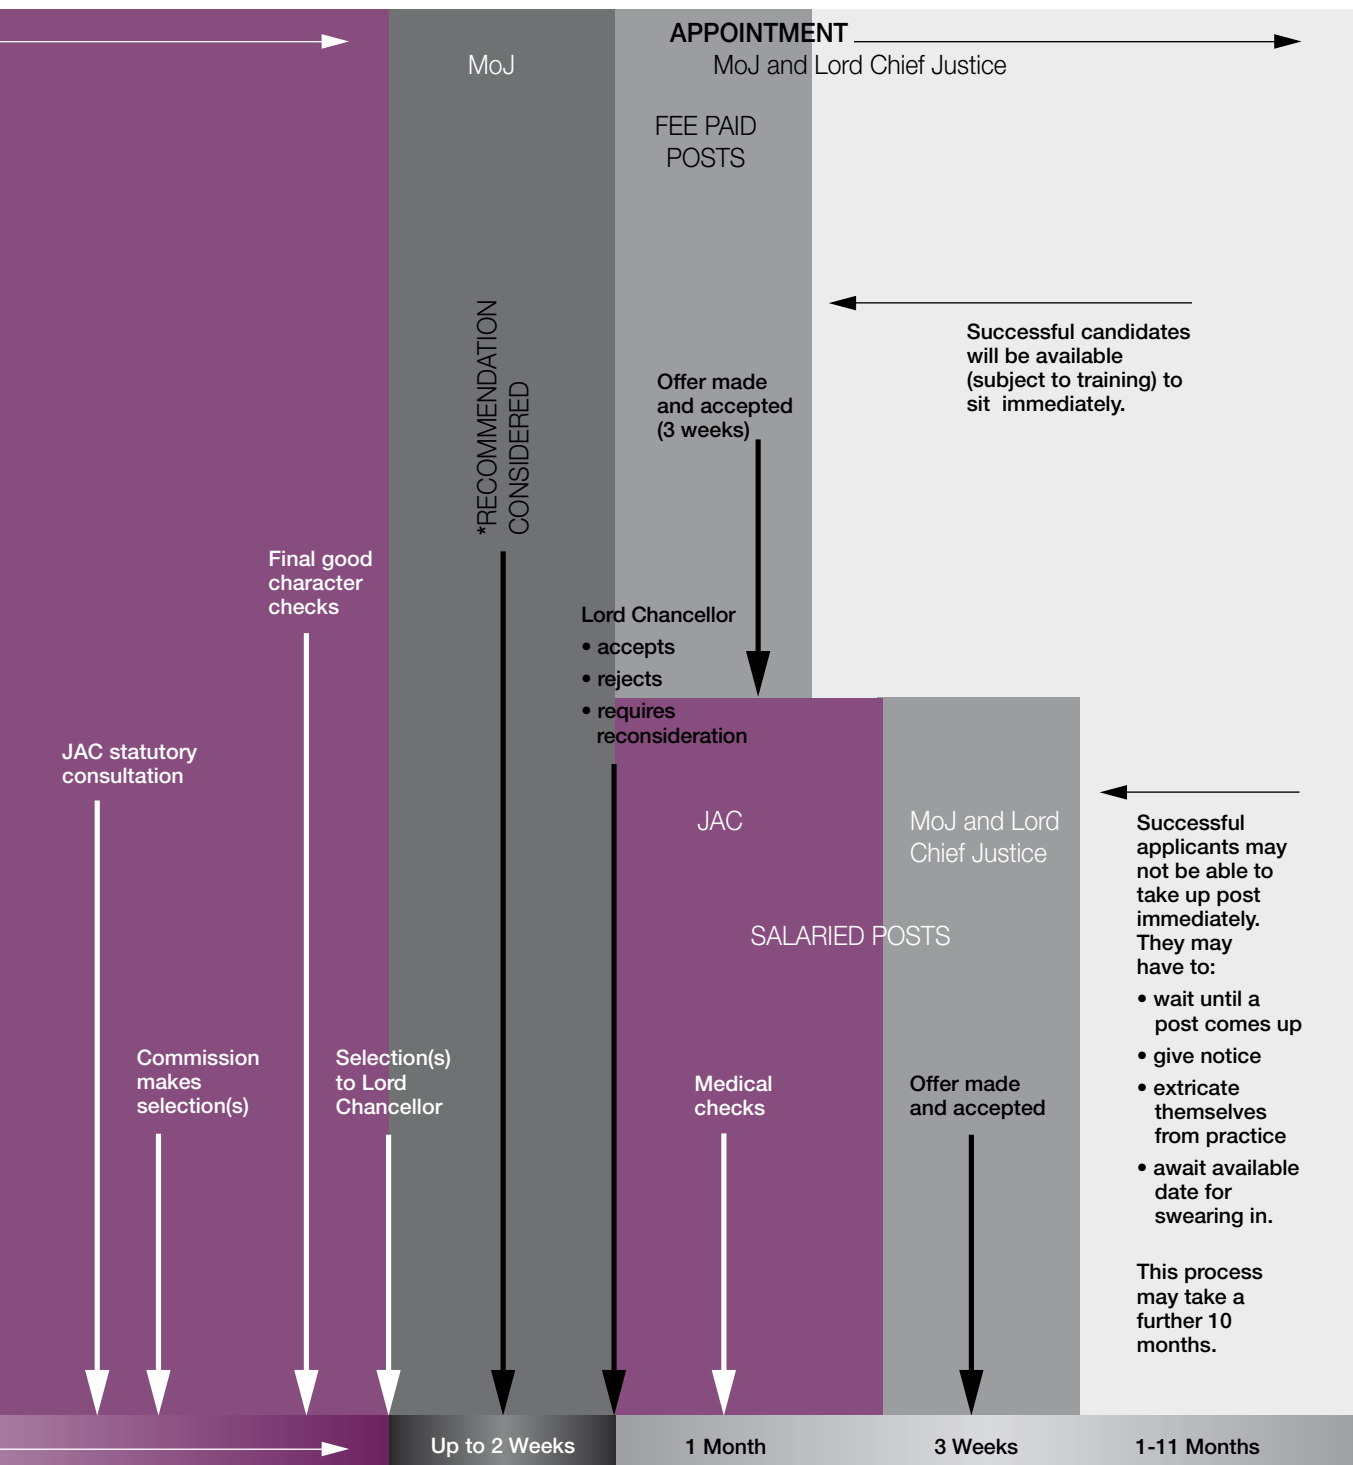 APPOINTMENT
MoJ
MoJ and Lord Chief Justice
FEE PAID
POSTS
*RECOMMENDATION
CONSIDERED
Successful candidates
will be available
(subject to training) to
sit immediately.
Offer made
and accepted
(3 weeks)
Final good
character
checks
Lord Chancellor
• accepts
• rejects
• requires
reconsideration
JAC statutory
consultation
JAC
MoJ and Lord
Chief Justice
SALARIED POSTS
Successful
applicants may
not be able to
take up post
immediately.
They may
have to:
• wait until a
post comes up
• give notice
• extricate
themselves
from practice
• await available
date for
swearing in.
This process
may take a
further 10
months.
Commission
makes
selection(s)
Selection(s)
to Lord
Chancellor
Medical
checks
Offer made
and accepted
Up to 2 Weeks
1 Month
3 Weeks
1-11 Months